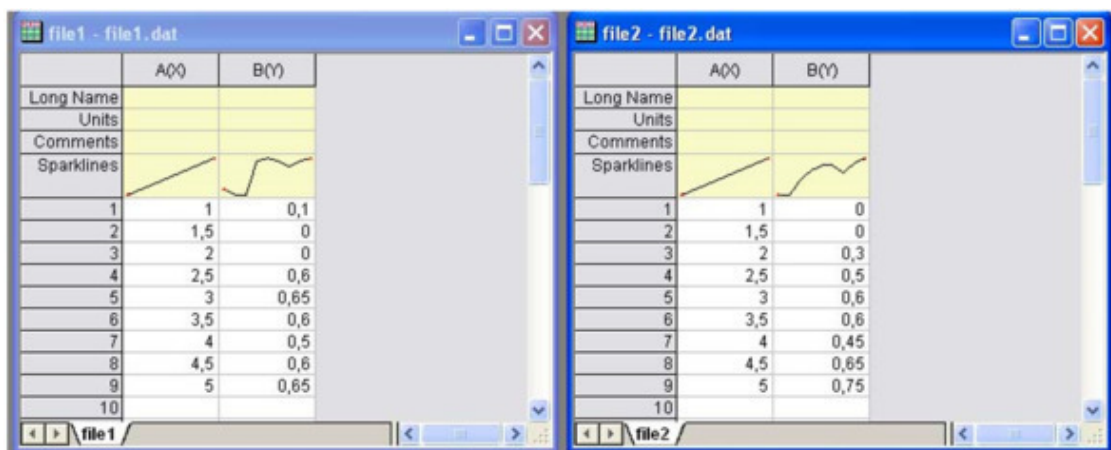 file1 - file1.dat
A(X) B(Y)
Long Name
Units
Comments
Sparklines
1 1 0,1
2 1,5 0
3 2 0
4 2,5 0,6
5 3 0,65
6 3,5 0,6
7 4 0,5
8 4,5 0,6
9 5 0,65
10
file1
file2 - file2.dat
A(X) B(Y)
Long Name
Units
Comments
Sparklines
1 1 0
2 1,5 0
3 2 0,3
4 2,5 0,5
5 3 0,6
6 3,5 0,6
7 4 0,45
8 4,5 0,65
9 5 0,75
10
file2